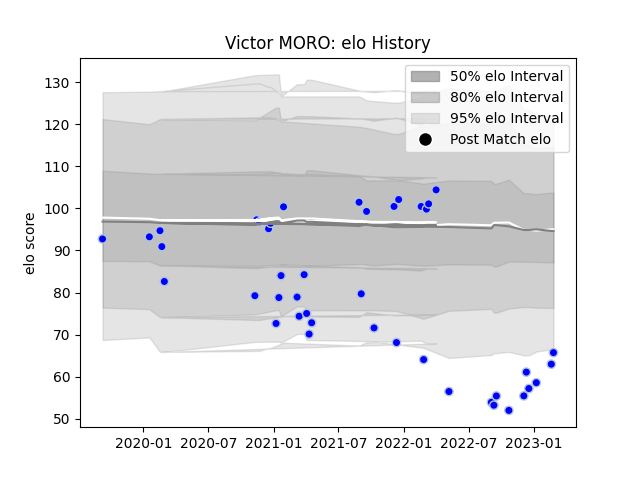 Victor MORO: elo History
50% elo Interval
80% elo Interval
95% elo Interval
Post Match elo
elo score
130
120
110
100
90
80
70
60
50
2020-01 2020-07 2021-01 2021-07 2022-01 2022-07 2023-01